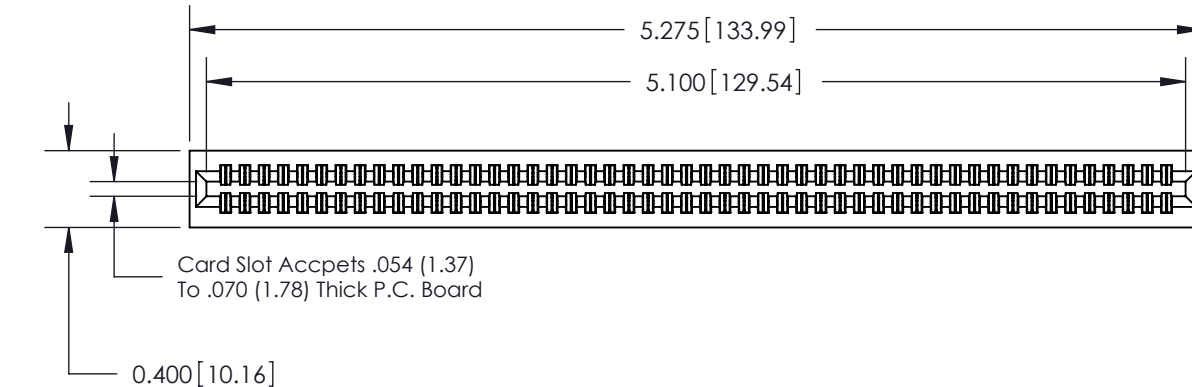 5.275[133.99]
5.100[129.54]
Card Slot Accpets .054 (1.37)
To .070 (1.78) Thick P.C. Board
0.400[10.16]